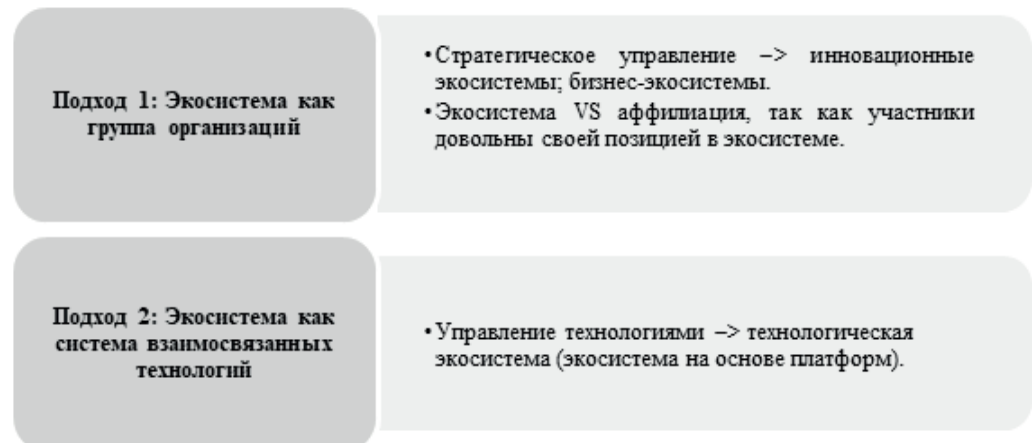 Подход 1: Экосистема как
группа организаций
•Стратегическое управление –> инновационные
экосистемы; бизнес-экосистемы.
•Экосистема VS аффилиация, так как участники
довольны своей позицией в экосистеме.
Подход 2: Экосистема как
система взаимосвязанных
технологий
•Управление технологиями –> технологическая
экосистема (экосистема на основе платформ).